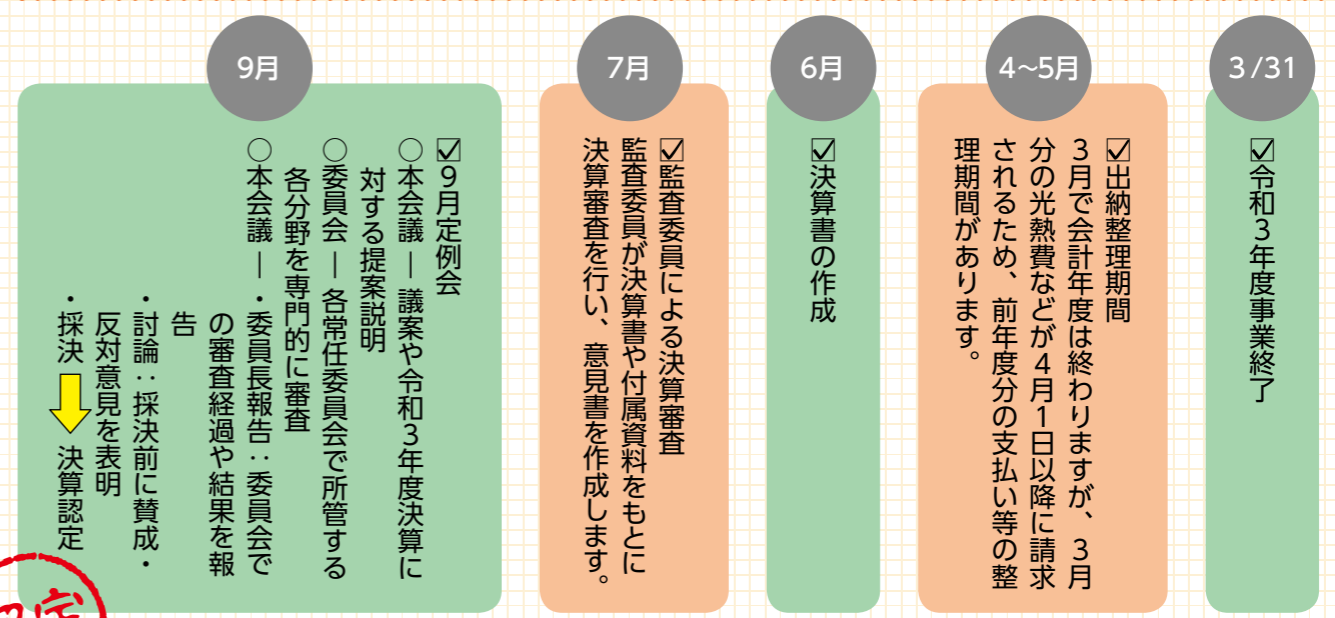 3/31
☑令和3年度事業終了
4~5月
☑出納整理期間
3月で会計年度は終わりますが、3月
分の光熱費などが4月1日以降に請求
されるため、前年度分の支払い等の整
理期間があります。
6月
☑決算書の作成
7月
☑監査委員による決算審査
監査委員が決算書や付属資料をもとに
決算審査を行い、意見書を作成します。
9月
☑9月定例会
○本会議 ― 議案や令和3年度決算に
対する提案説明
○委員会 ― 各常任委員会で所管する
各分野を専門的に審査
○本会議 ― ・委員長報告:委員会で
の審査経過や結果を報
告
・討論:採決前に賛成・
反対意見を表明
・採決 決算認定